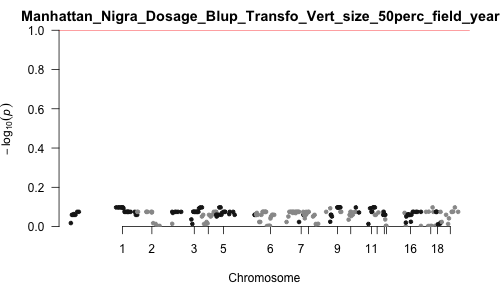 Manhattan_Nigra_Dosage_Blup_Transfo_Vert_size_50perc_field_year
1.0
0.8
0.6
0.4
0.2
0.0
− log10(p)
1 2 3 5 6 7 9 11 16 18
Chromosome